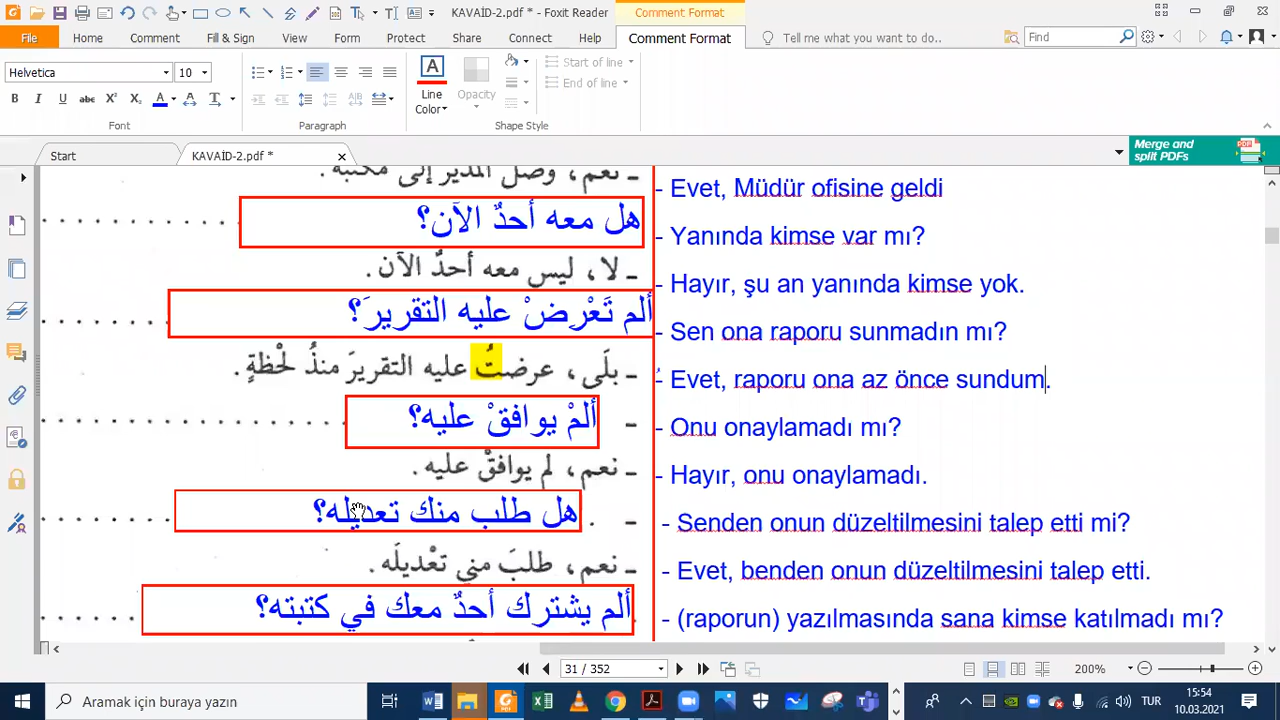 KAVAİD-2.pdf * - Foxit Reader
Comment Format
File
Home
Comment
Fill & Sign
View
Form
Protect
Share
Connect
Help
Comment Format
Tell me what you want to do..
Find
Helvetica
10
Line Color
Opacity
Start of line
End of line
Font
Paragraph
Shape Style
Start
KAVAİD-2.pdf *
Merge and split PDFs
ـ نعم، وصل المدير إلى مكتبه .
- Evet, Müdür ofisine geldi
هل معه أحدٌ الآن؟
- Yanında kimse var mı?
ـ لا، ليس معه أحدٌ الآن.
- Hayır, şu an yanında kimse yok.
ألم تَعْرِضْ عليه التقريرَ؟
- Sen ona raporu sunmadın mı?
ـ بلَى، عرضتُ عليه التقريرَ منذُ لحْظةٍ.
- Evet, raporu ona az önce sundum.
ـ ألمْ يوافقْ عليه؟
- Onu onaylamadı mı?
ـ نعم، لم يوافقْ عليه.
- Hayır, onu onaylamadı.
ـ هل طلب منك تعديله؟
- Senden onun düzeltilmesini talep etti mi?
ـ نعم، طلبَ مني تعْديلَه.
- Evet, benden onun düzeltilmesini talep etti.
ألم يشترك أحدٌ معك في كتبته؟
- (raporun) yazılmasında sana kimse katılmadı mı?
31 / 352
200%
Aramak için buraya yazın
TUR
15:54
10.03.2021